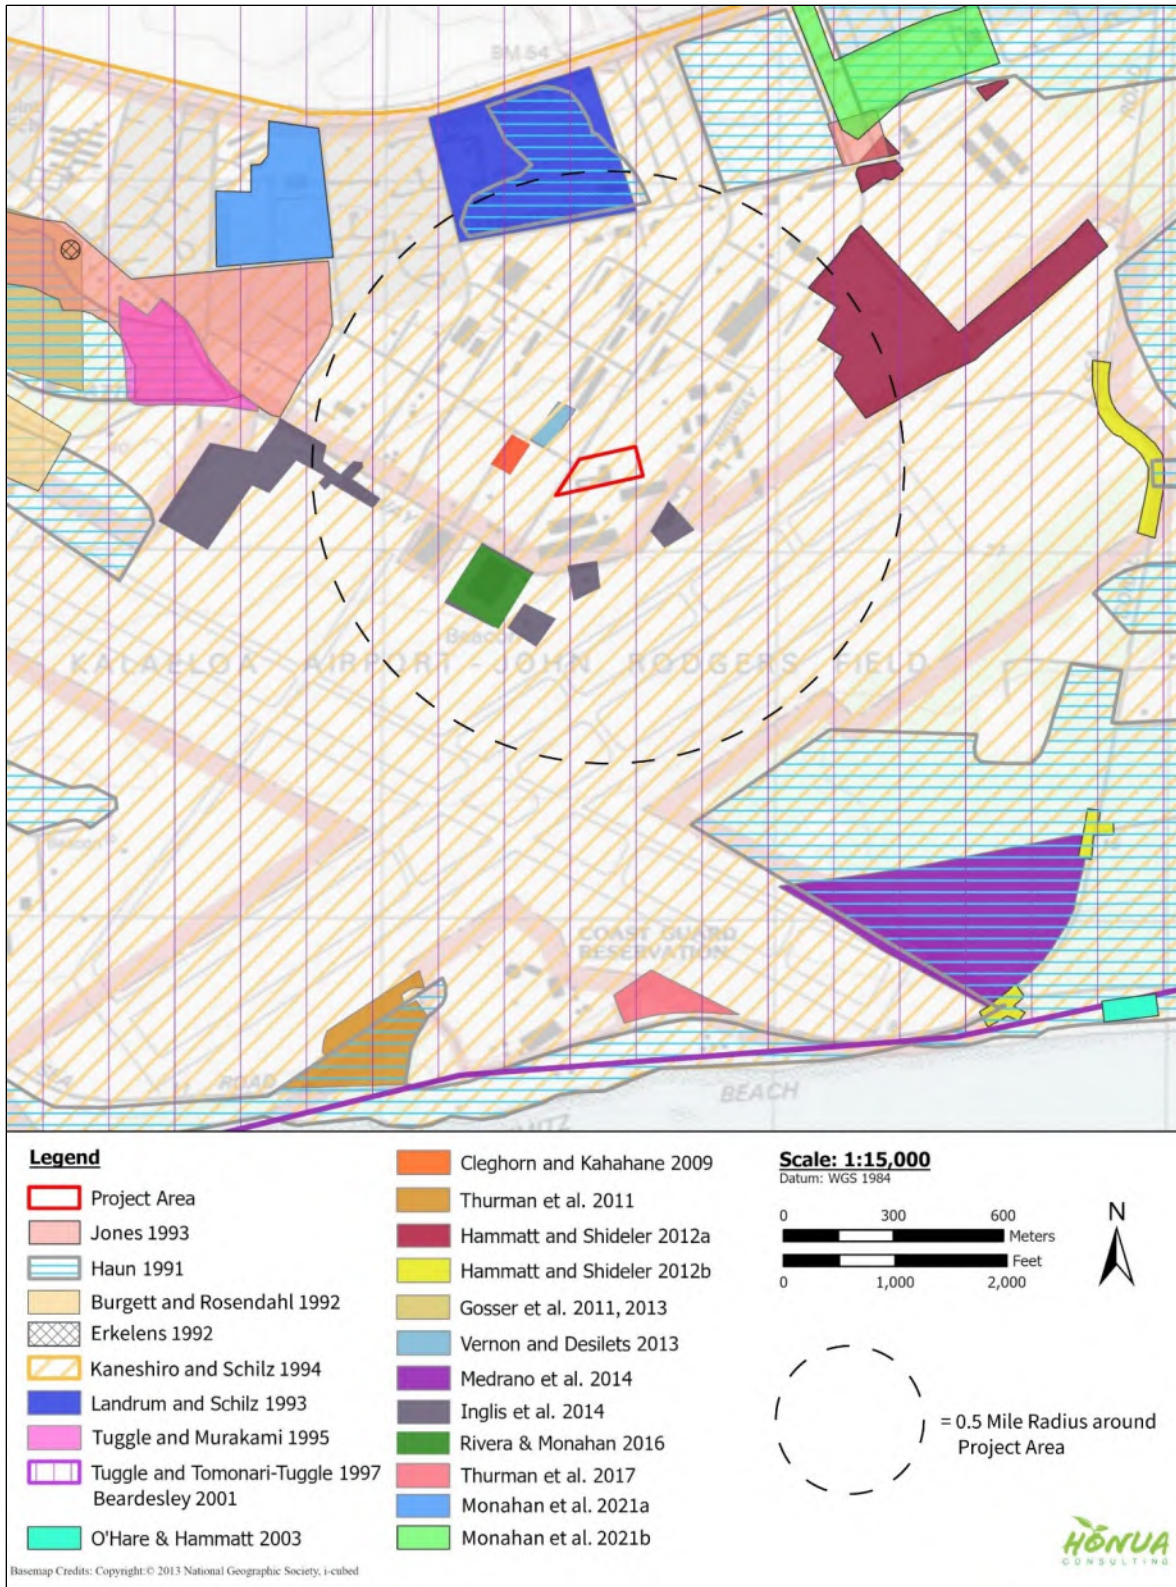 BM 54
WAY
Beacon
KALAELOA AIRPORT - JOHN RODGERS FIELD
COAST GUARD
RESERVATION
ROAD
BEACH
Legend
Project Area
Jones 1993
Haun 1991
Burgett and Rosendahl 1992
Erkelens 1992
Kaneshiro and Schilz 1994
Landrum and Schilz 1993
Tuggle and Murakami 1995
Tuggle and Tomonari-Tuggle 1997
Beardesley 2001
O'Hare & Hammatt 2003
Cleghorn and Kahahane 2009
Thurman et al. 2011
Hammatt and Shideler 2012a
Hammatt and Shideler 2012b
Gosser et al. 2011, 2013
Vernon and Desilets 2013
Medrano et al. 2014
Inglis et al. 2014
Rivera & Monahan 2016
Thurman et al. 2017
Monahan et al. 2021a
Monahan et al. 2021b
Scale: 1:15,000
Datum: WGS 1984
0 300 600
Meters
Feet
0 1,000 2,000
N
= 0.5 Mile Radius around
Project Area
HONUA
CONSULTING
Basemap Credits: Copyright:© 2013 National Geographic Society, i-cubed